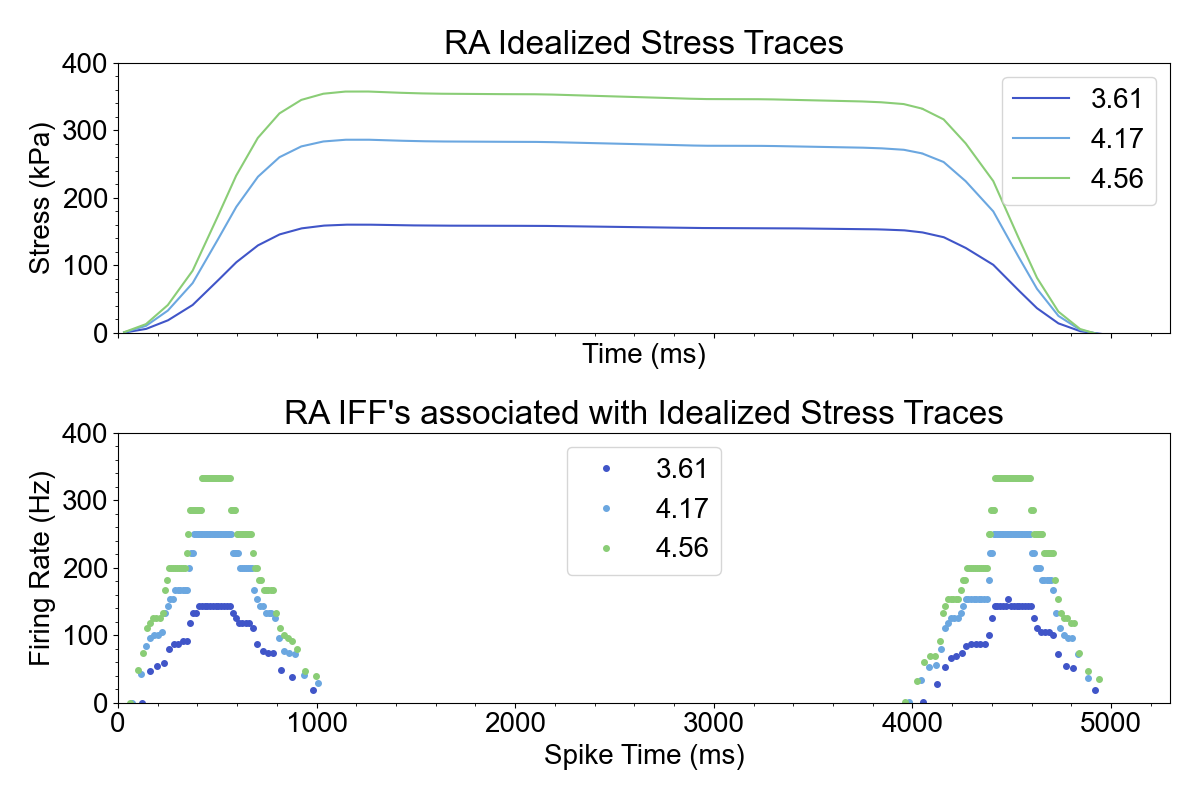 RA Idealized Stress Traces
400
300
200
100
0
Stress (kPa)
3.61
4.17
4.56
Time (ms)
RA IFF's associated with Idealized Stress Traces
400
300
200
100
0
Firing Rate (Hz)
3.61
4.17
4.56
0 1000 2000 3000 4000 5000
Spike Time (ms)